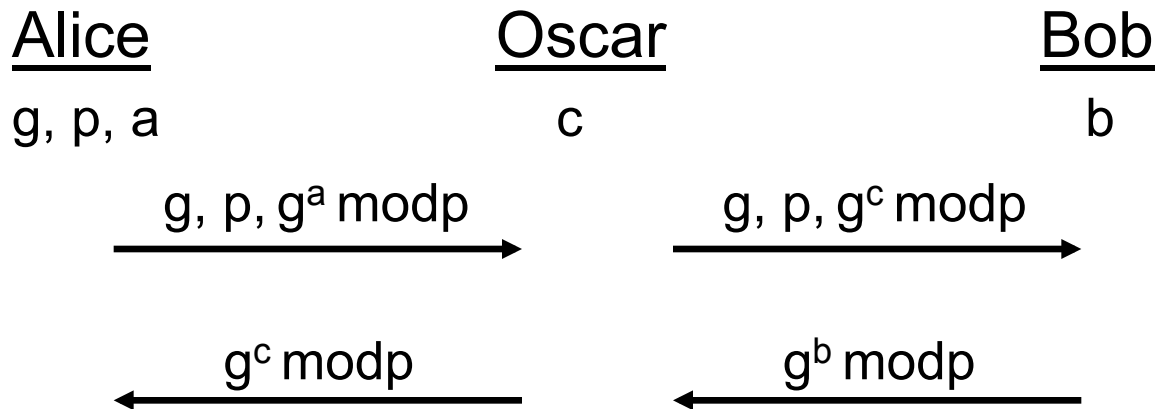 Alice Oscar Bob
g, p, a c b
g, p, gᵃ modp g, p, gᶜ modp
gᶜ modp gᵇ modp